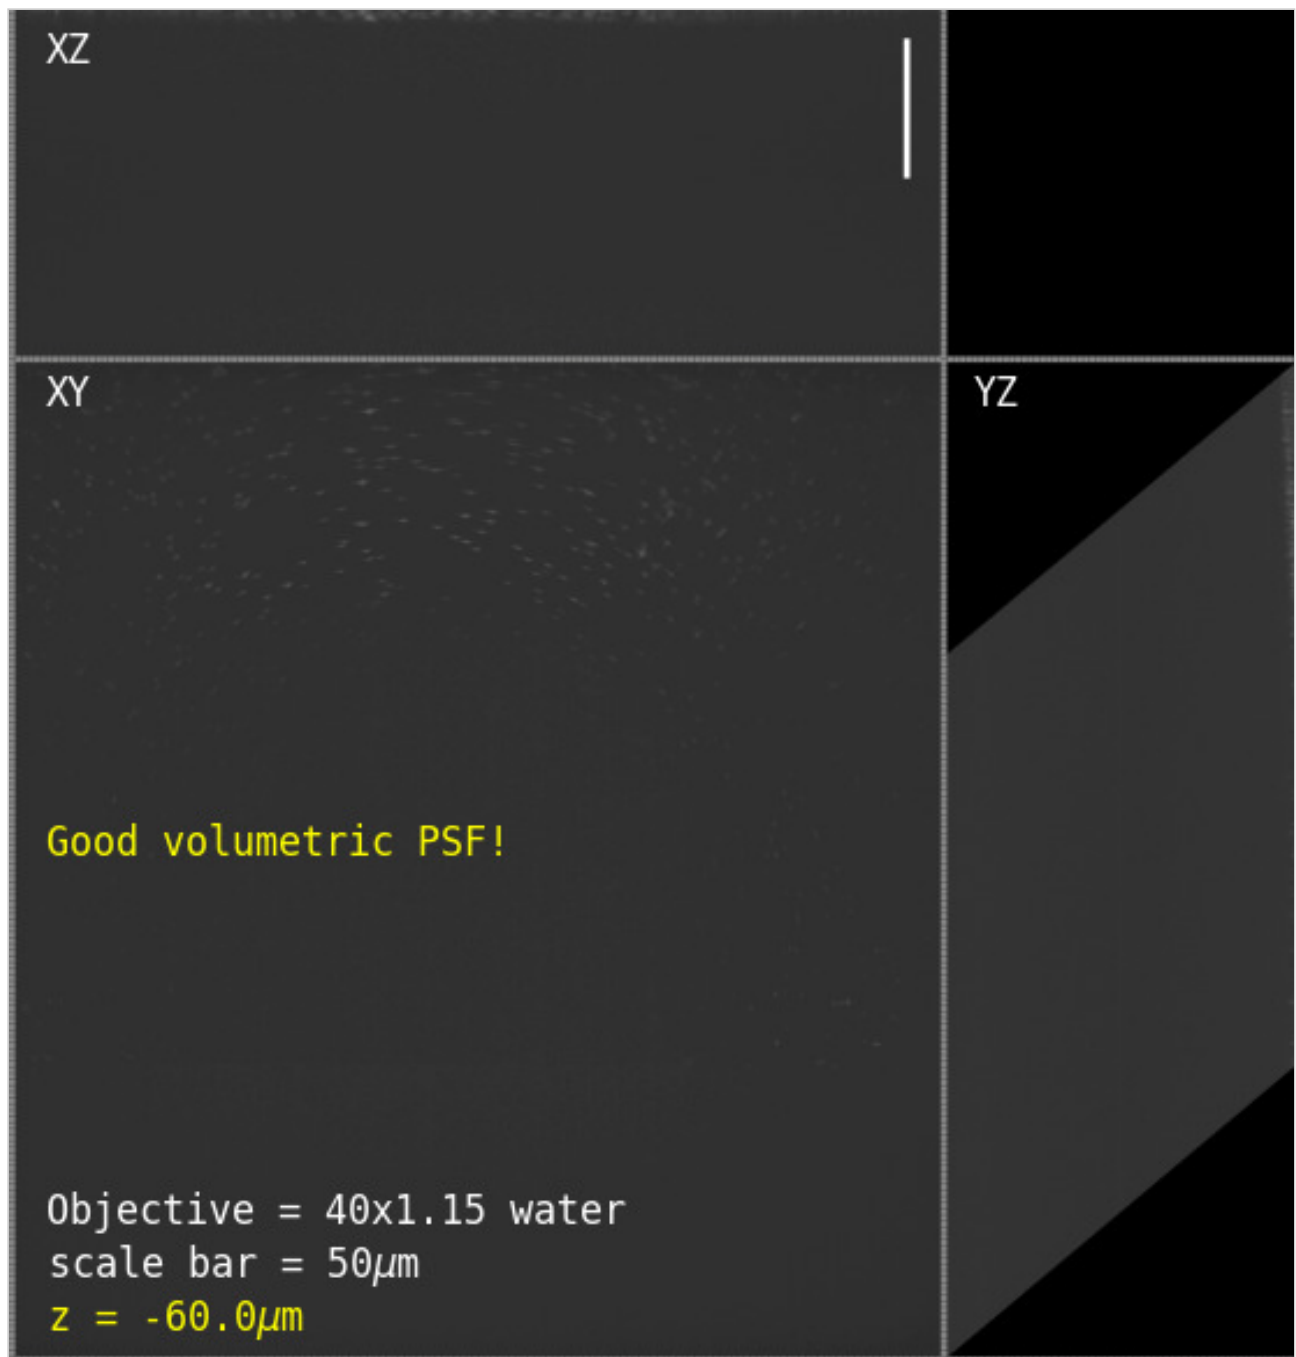 XZ
XY
YZ
Good volumetric PSF!
Objective = 40x1.15 water
scale bar = 50µm
z = -60.0µm